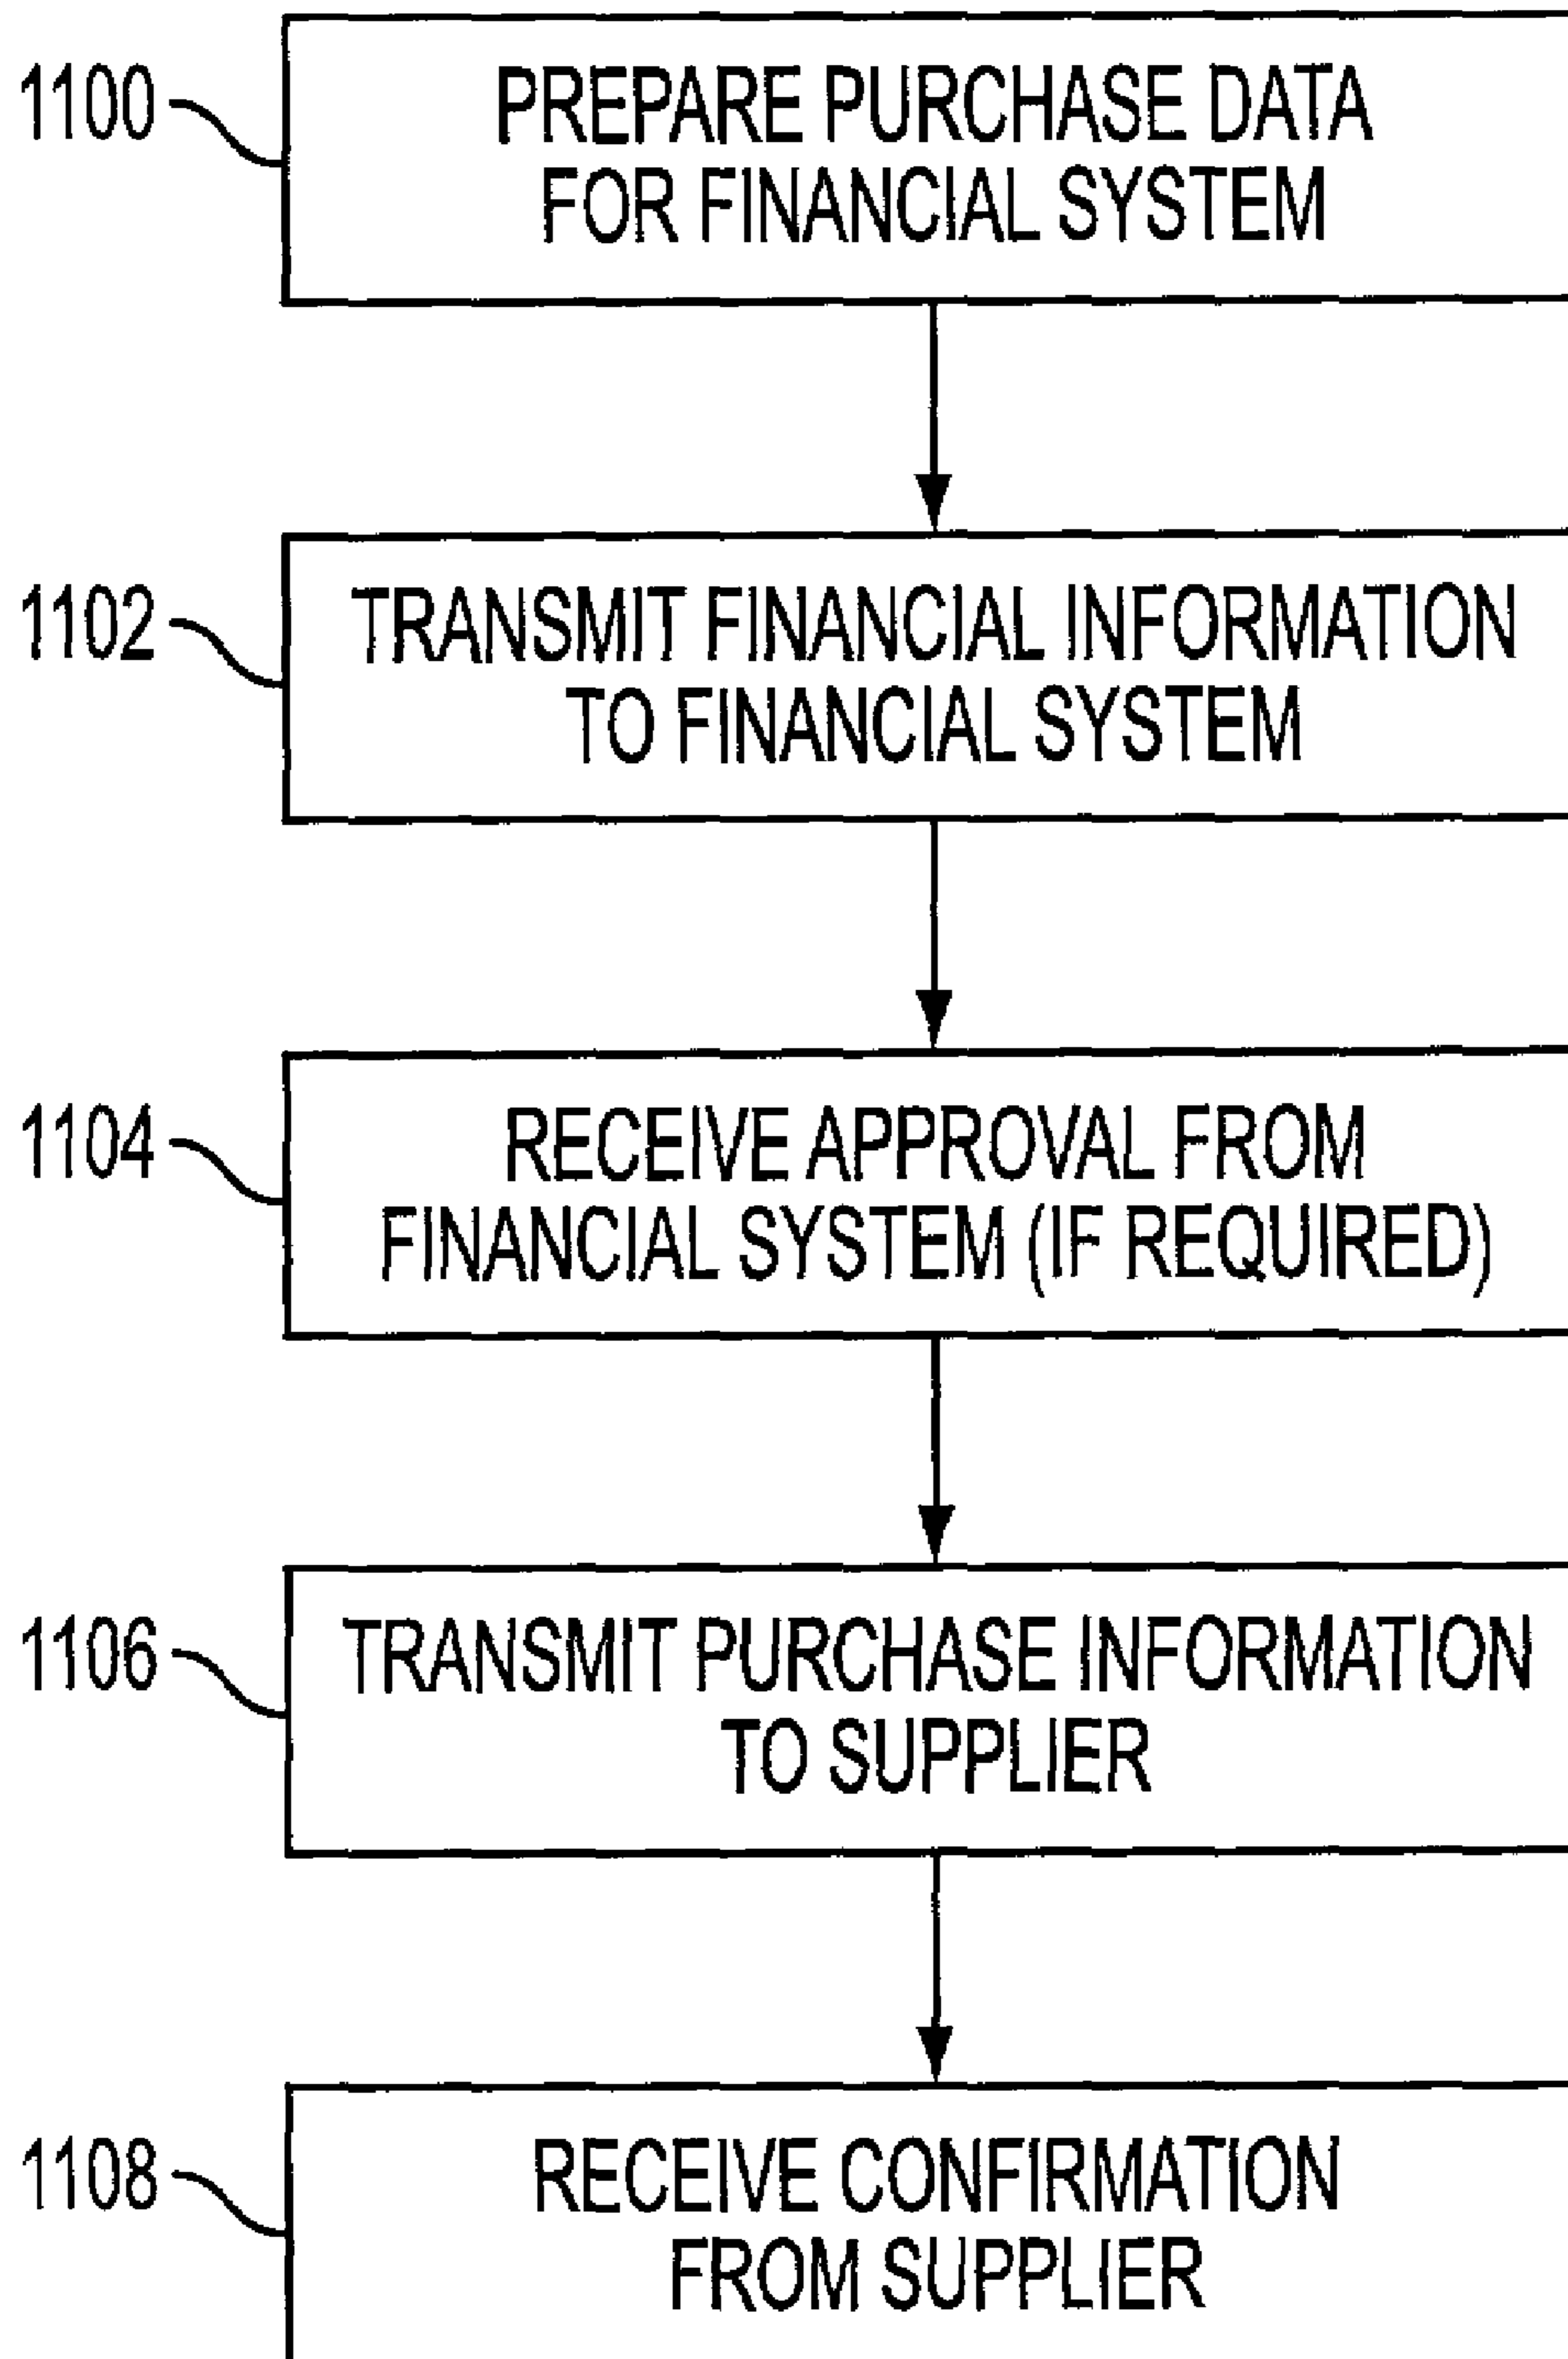 1100
PREPARE PURCHASE DATA
FOR FINANCIAL SYSTEM
1102
TRANSMIT FINANCIAL INFORMATION
TO FINANCIAL SYSTEM
1104
RECEIVE APPROVAL FROM
FINANCIAL SYSTEM (IF REQUIRED)
1106
TRANSMIT PURCHASE INFORMATION
TO SUPPLIER
1108
RECEIVE CONFIRMATION
FROM SUPPLIER